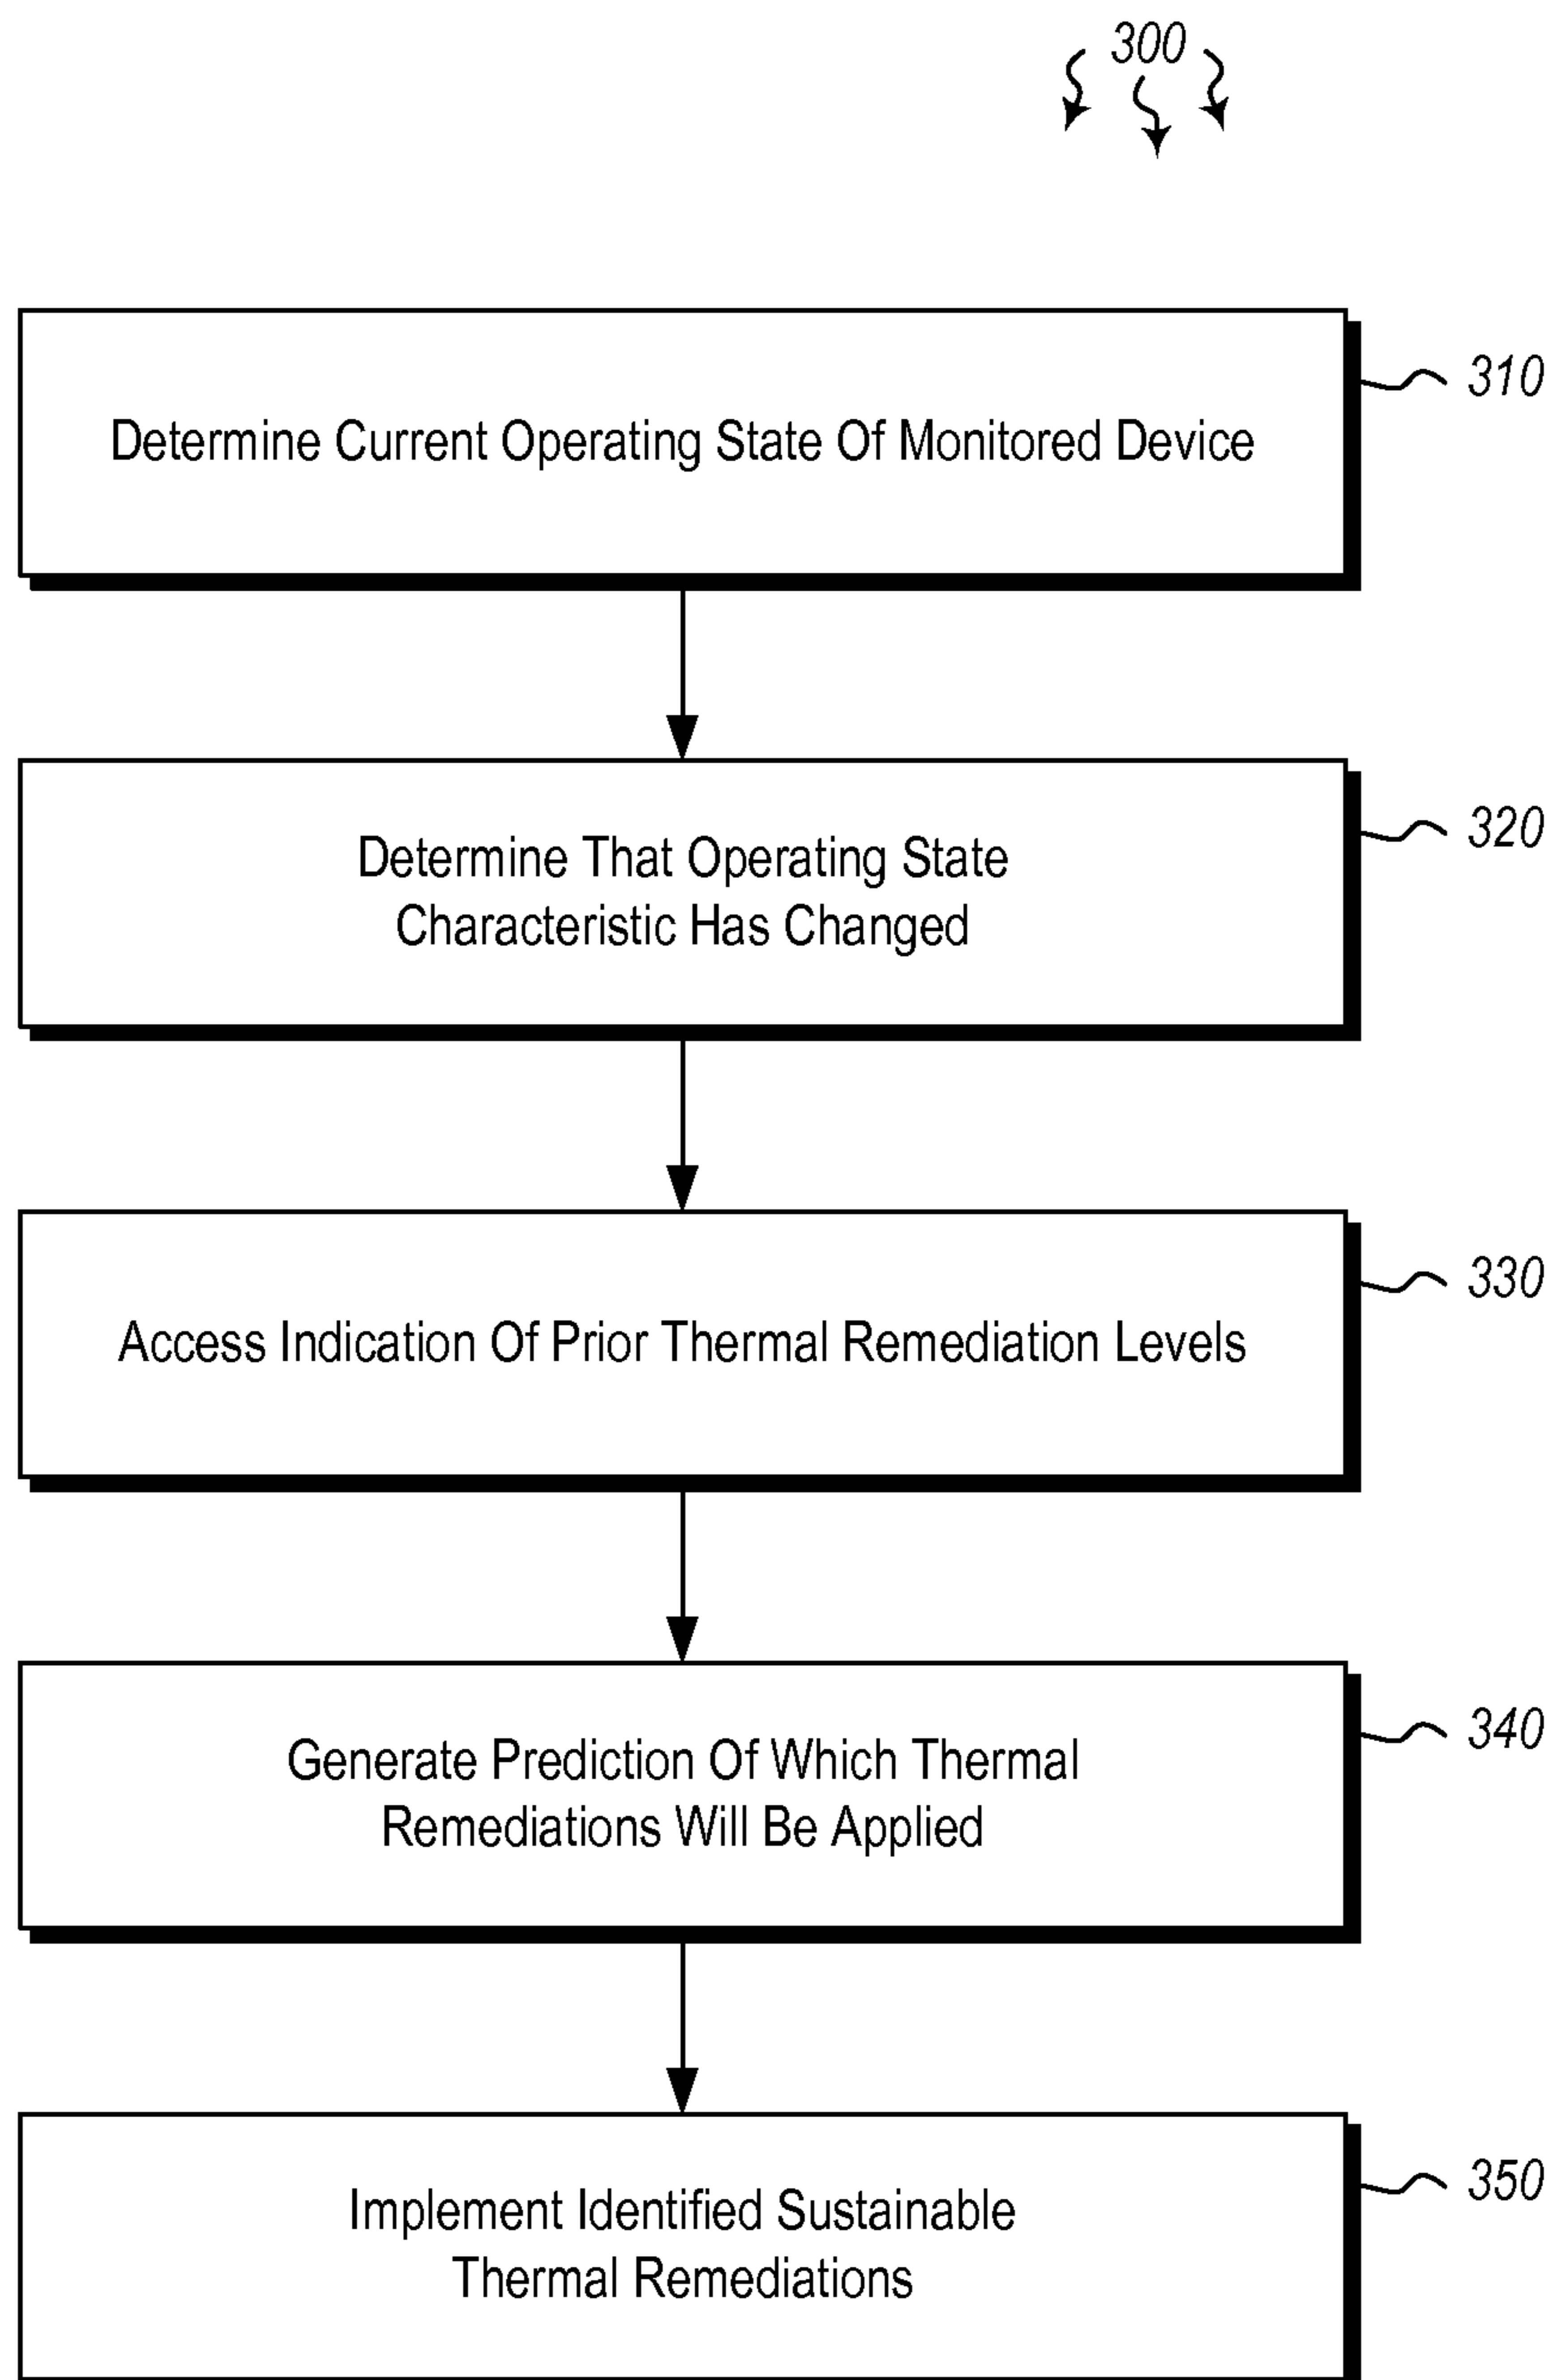 300
Determine Current Operating State Of Monitored Device
310
Determine That Operating State
Characteristic Has Changed
320
Access Indication Of Prior Thermal Remediation Levels
330
Generate Prediction Of Which Thermal
Remediations Will Be Applied
340
Implement Identified Sustainable
Thermal Remediations
350